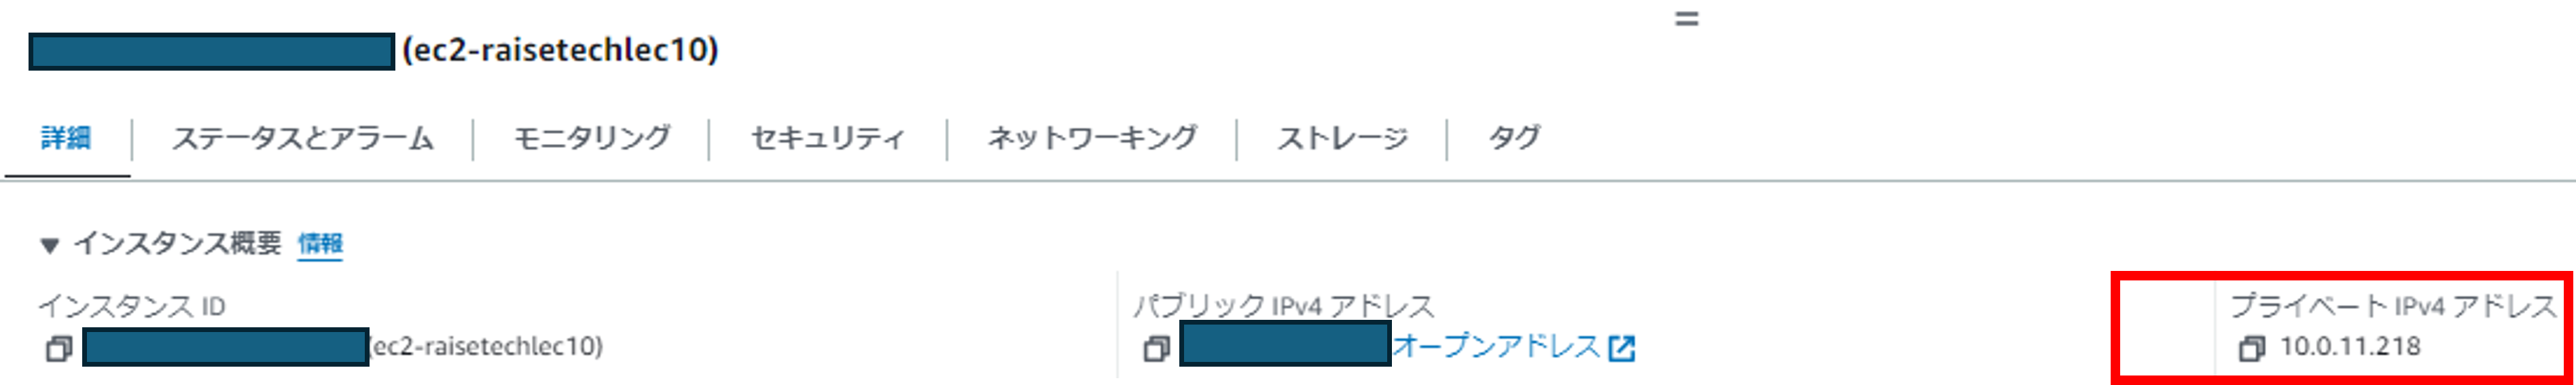 (ec2-raisetechlec10)
詳細 ステータスとアラーム モニタリング セキュリティ ネットワーキング ストレージ タグ
▼ インスタンス概要 情報
インスタンス ID
(ec2-raisetechlec10)
パブリック IPv4 アドレス
オープンアドレス
プライベート IPv4 アドレス
10.0.11.218